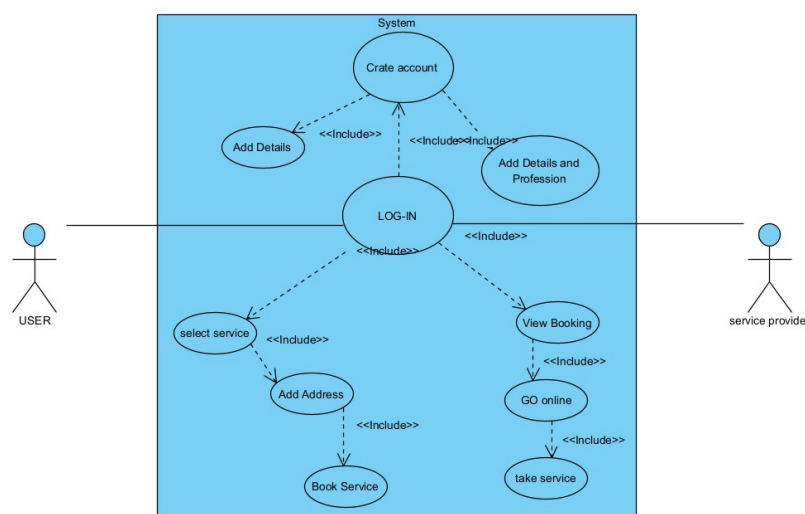 System
Crate account
<<Include>>
Add Details
<<Include>>
<<Include>>
Add Details and
Profession
LOG-IN
<<Include>>
<<Include>>
USER
service provide
select service
<<Include>>
View Booking
<<Include>>
Add Address
GO online
<<Include>>
<<Include>>
Book Service
take service